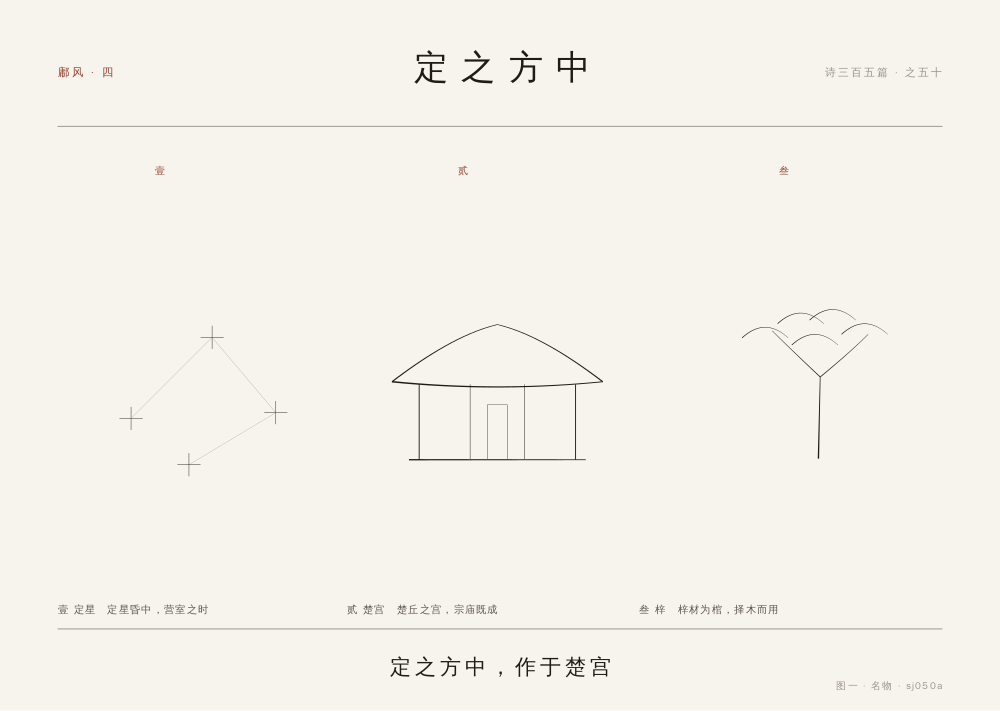 鄘风 · 四
定之方中
诗三百五篇 · 之五十
壹
贰
叁
壹 定星 定星昏中，营室之时
贰 楚宫 楚丘之宫，宗庙既成
叁 梓 梓材为棺，择木而用
定之方中，作于楚宫
图一 · 名物 · sj050a